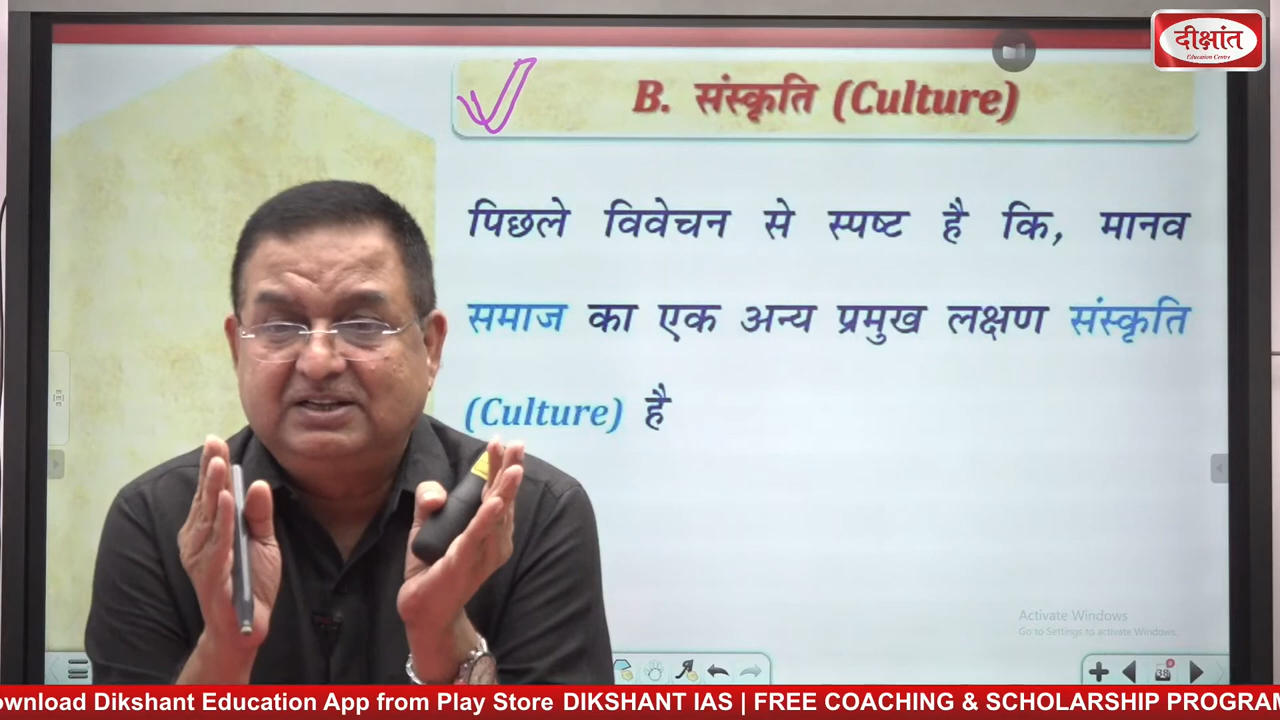 दीक्षांत
Education Centre
B. संस्कृति (Culture)
पिछले विवेचन से स्पष्ट है कि, मानव
समाज का एक अन्य प्रमुख लक्षण संस्कृति
(Culture) है
Activate Windows
Go to Settings to activate Windows.
38
ownload Dikshant Education App from Play Store DIKSHANT IAS | FREE COACHING & SCHOLARSHIP PROGRAM